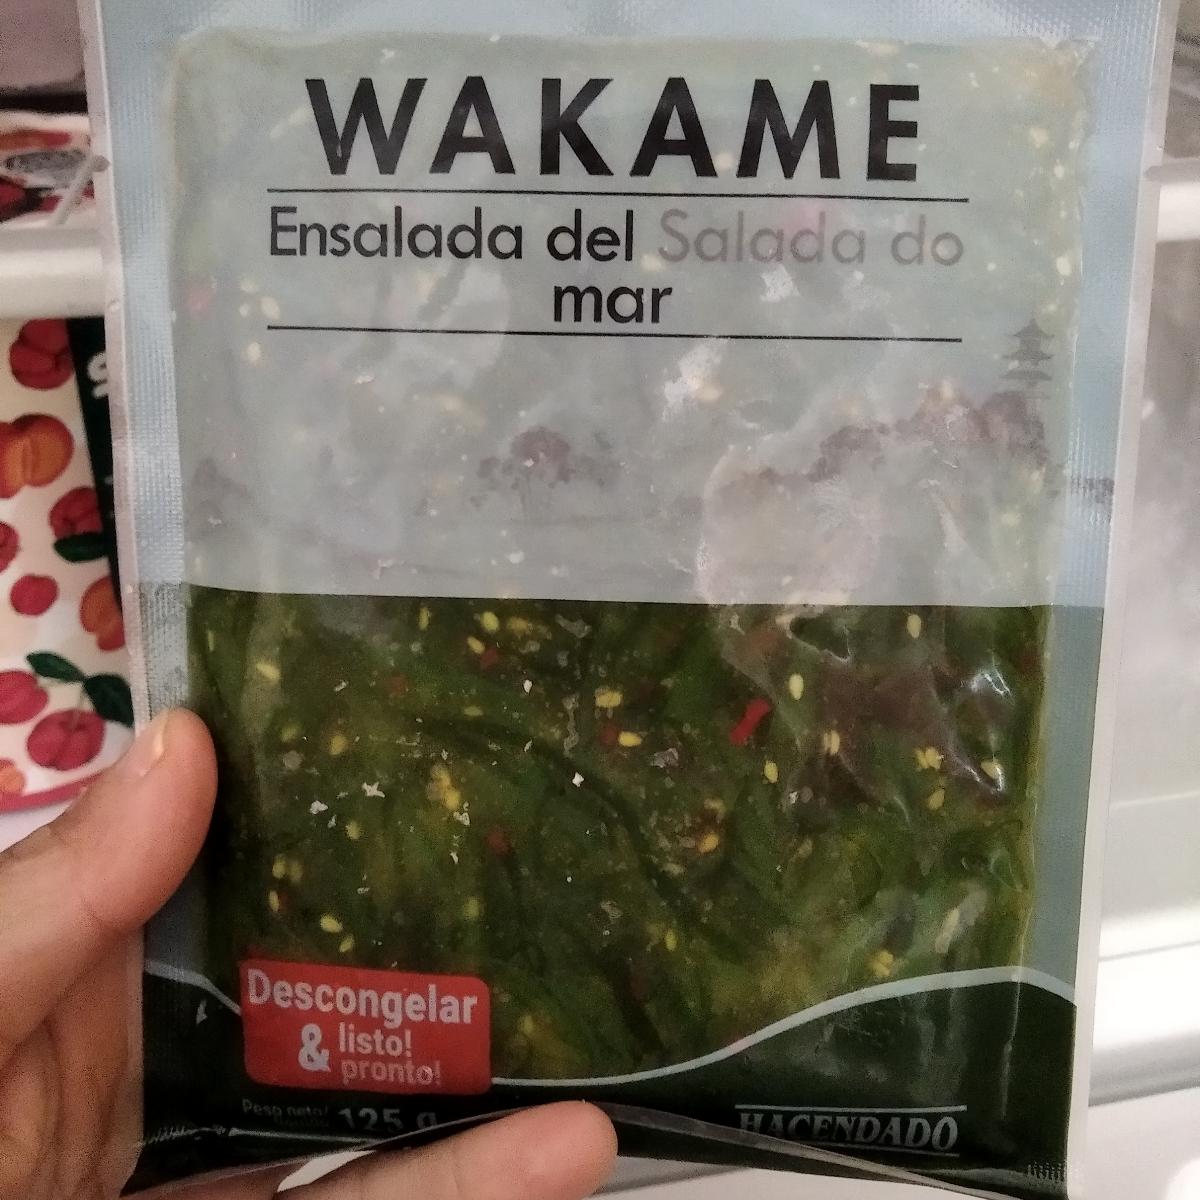 WAKAME
Ensalada del Salada do
mar
Descongelar
& listo!
pronto!
Peso neto/
125 g
HACENDADO